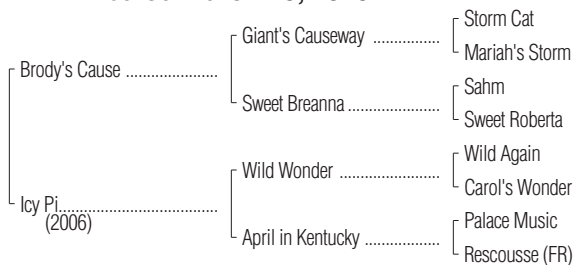 Storm Cat
Giant's Causeway ................
Mariah's Storm
Brody's Cause ......................
Sahm
Sweet Breanna ......................
Sweet Roberta
Wild Again
Wild Wonder ........................
Carol's Wonder
Icy Pi......................................
(2006)
Palace Music
April in Kentucky ..................
Rescousse (FR)